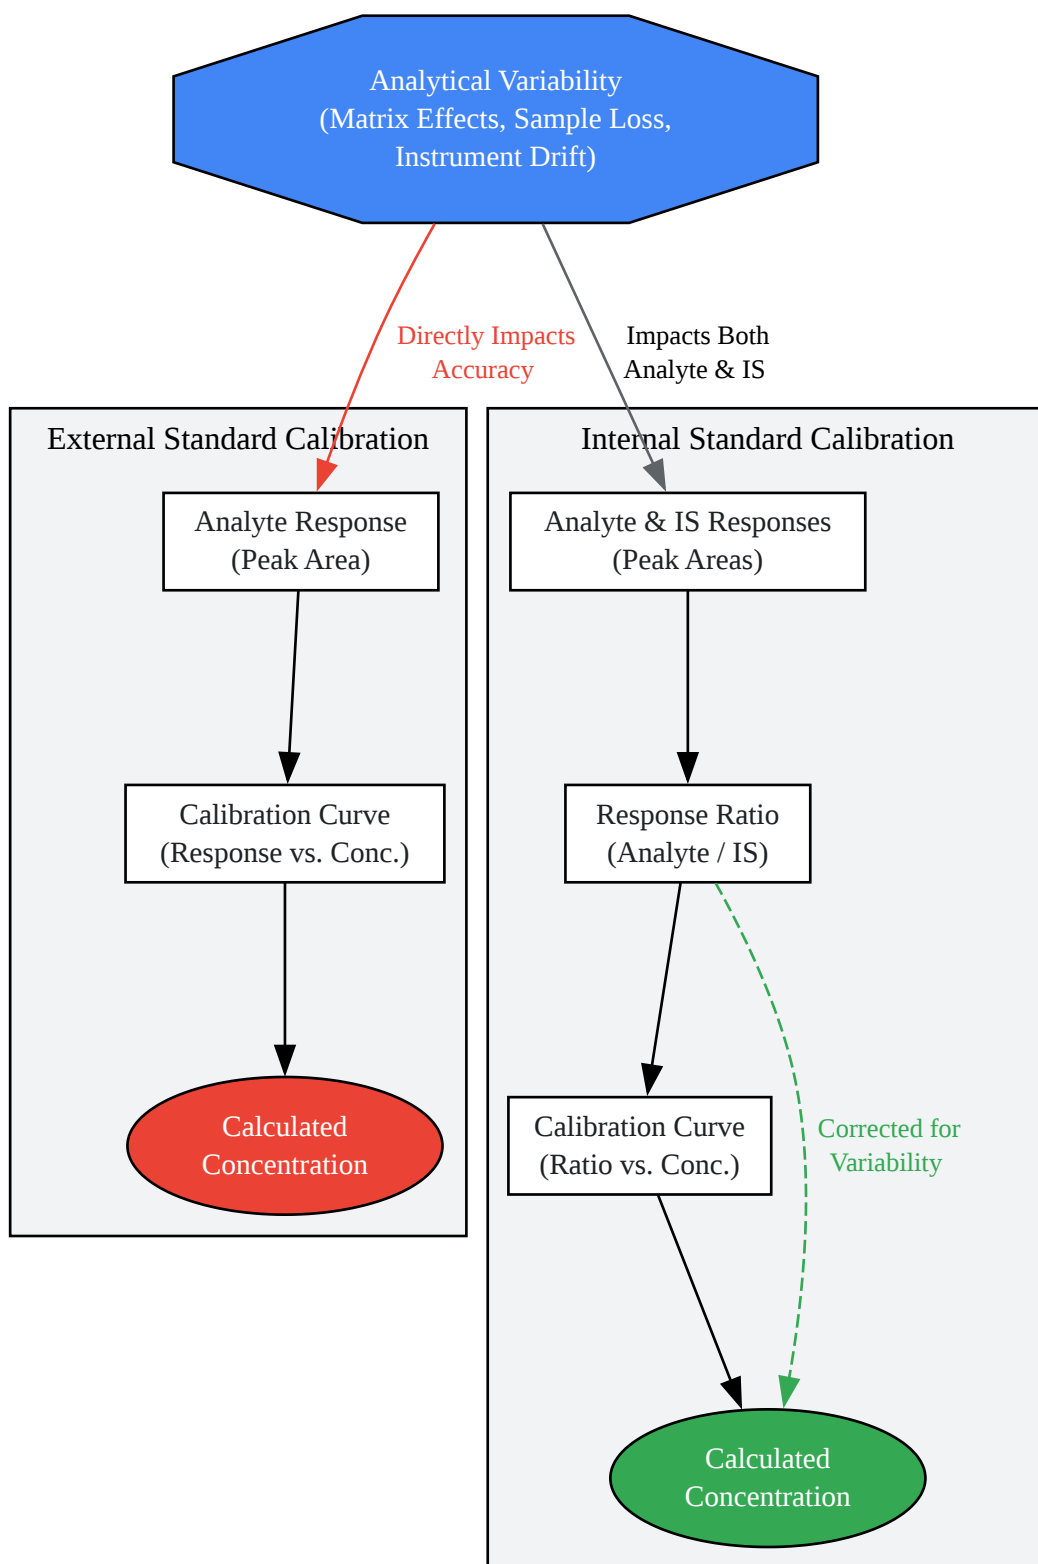 Analytical Variability
(Matrix Effects, Sample Loss,
Instrument Drift)
Directly Impacts
Accuracy
Impacts Both
Analyte & IS
External Standard Calibration
Analyte Response
(Peak Area)
Calibration Curve
(Response vs. Conc.)
Calculated
Concentration
Internal Standard Calibration
Analyte & IS Responses
(Peak Areas)
Response Ratio
(Analyte / IS)
Calibration Curve
(Ratio vs. Conc.)
Corrected for
Variability
Calculated
Concentration